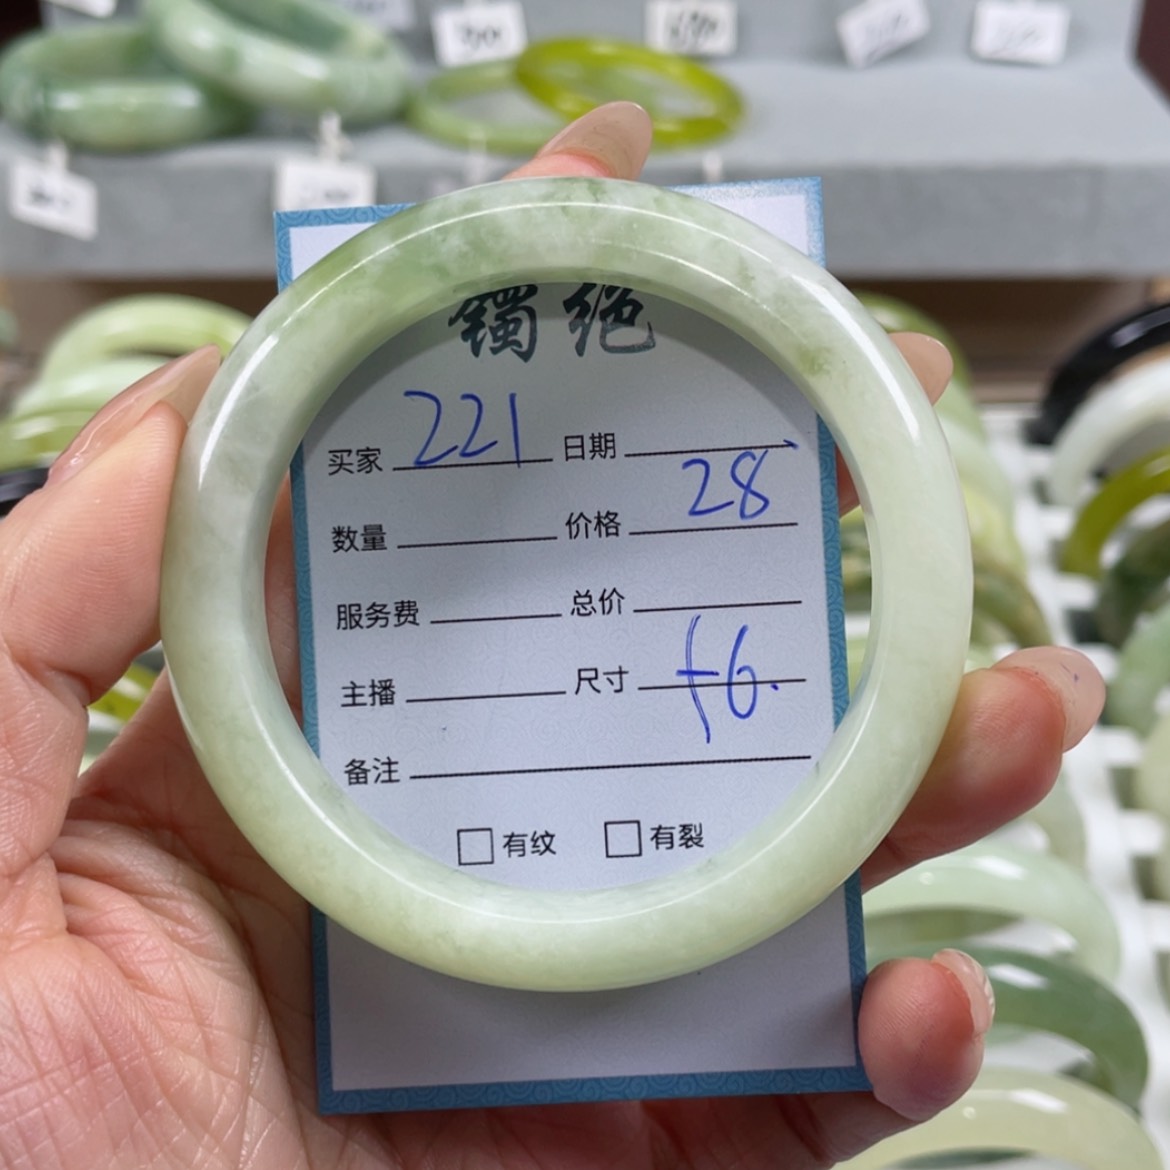 镯绝
买家 221 日期
数量 价格 28
服务费 总价
主播 尺寸 f6.
备注
有纹 有裂